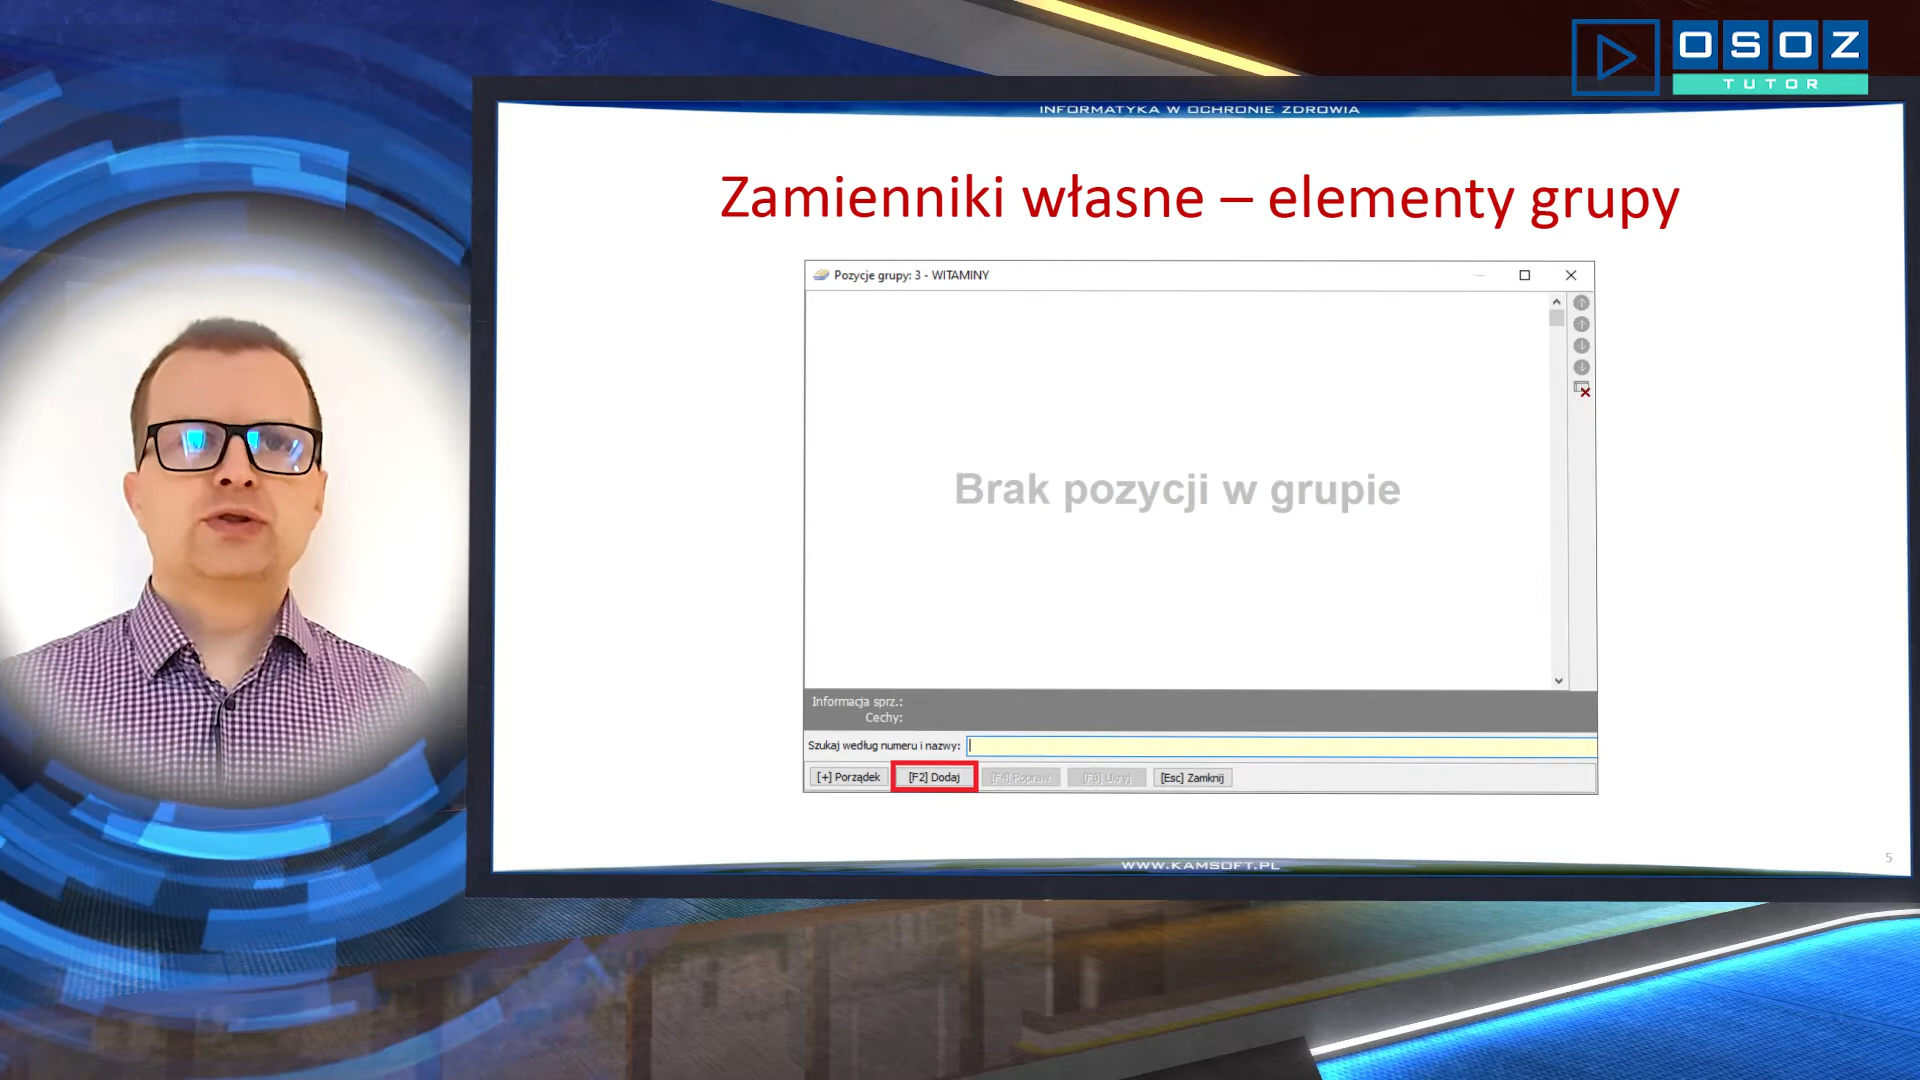 OSOZ
TUTOR
INFORMATYKA W OCHRONIE ZDROWIA
Zamienniki własne – elementy grupy
Pozycje grupy: 3 - WITAMINY
Brak pozycji w grupie
Informacja sprz.:
Cechy:
Szukaj według numeru i nazwy:
[+] Porządek [F2] Dodaj [F4] Popraw [F8] Ukryj [Esc] Zamknij
WWW.KAMSOFT.PL
5